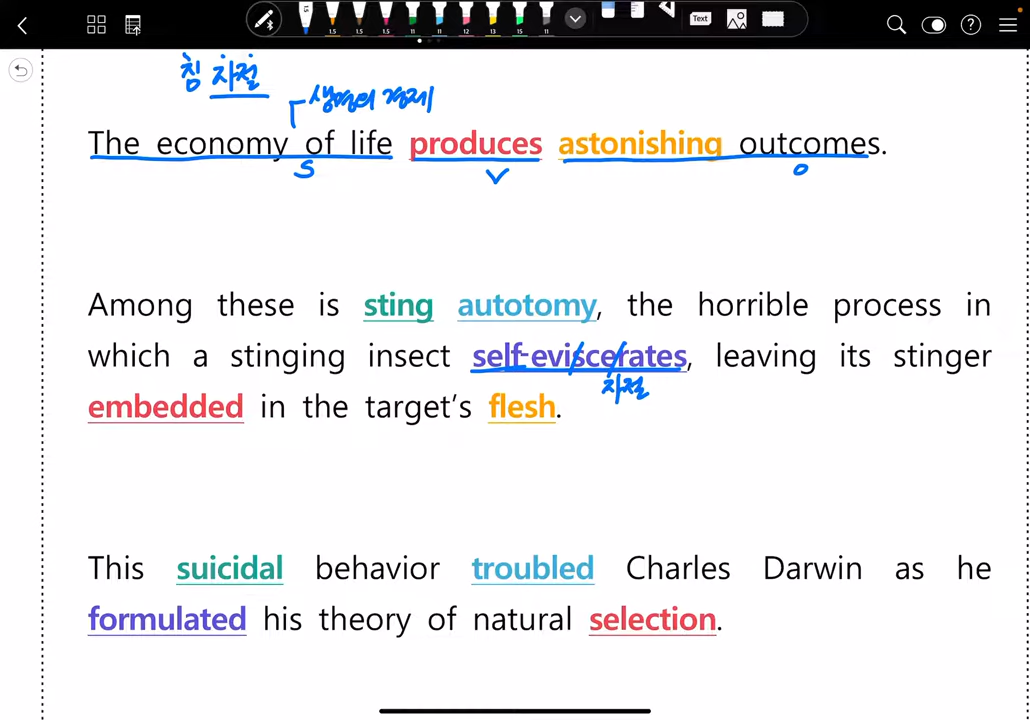 Text
침 자절
생명의 경제
The economy of life produces astonishing outcomes.
S V O
Among these is sting autotomy, the horrible process in
which a stinging insect self-eviscerates, leaving its stinger
자절
embedded in the target's flesh.
This suicidal behavior troubled Charles Darwin as he
formulated his theory of natural selection.